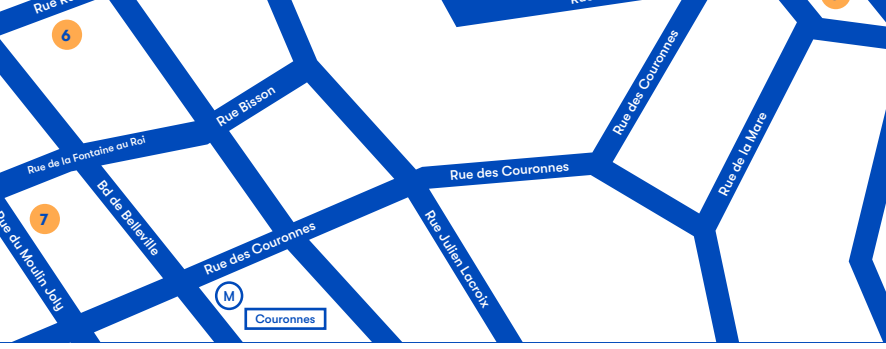 Rue
6
Rue Bisson
Rue des Couronnes
Rue de la Fontaine au Roi
Rue de la Mare
Rue des Couronnes
Bd de Belleville
7
Rue du Moulin Joly
Rue des Couronnes
Rue Julien Lacroix
M
Couronnes